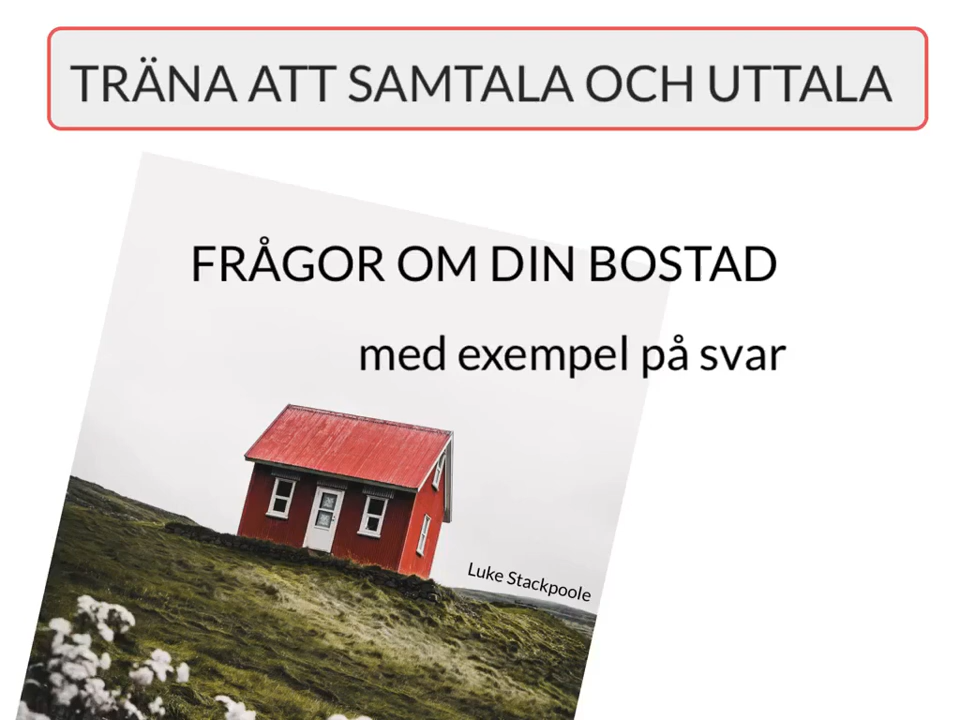 TRÄNA ATT SAMTALA OCH UTTALA
FRÅGOR OM DIN BOSTAD
med exempel på svar
Luke Stackpoole